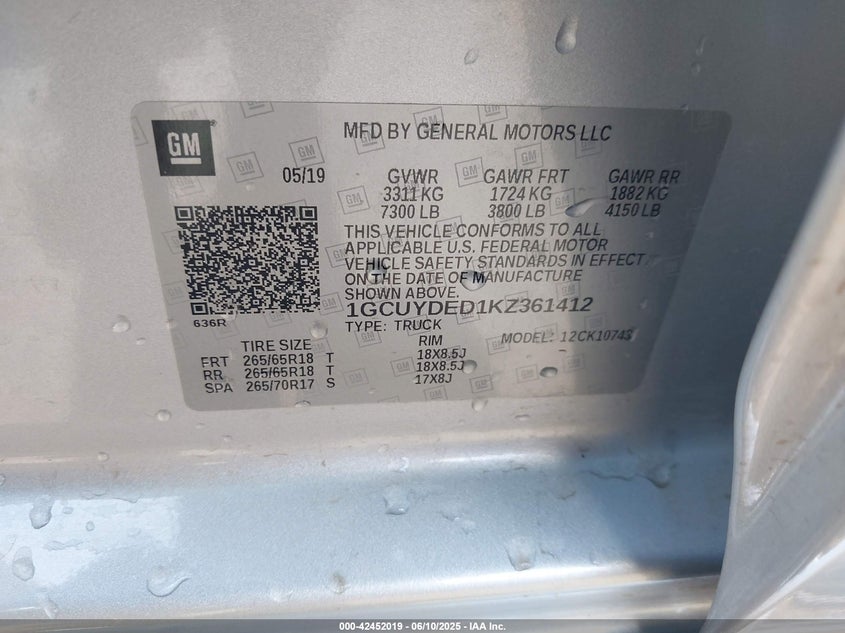 GM
MFD BY GENERAL MOTORS LLC
05/19
GVWR GAWR FRT GAWR RR
3311 KG 1724 KG 1882 KG
7300 LB 3800 LB 4150 LB
THIS VEHICLE CONFORMS TO ALL
APPLICABLE U.S. FEDERAL MOTOR
VEHICLE SAFETY STANDARDS IN EFFECT
ON THE DATE OF MANUFACTURE
SHOWN ABOVE.
636R
1GCUYDED1KZ361412
TYPE: TRUCK MODEL: 12CK10743
TIRE SIZE RIM
FRT 265/65R18 T 18X8.5J
RR 265/65R18 T 18X8.5J
SPA 265/70R17 S 17X8J
000-42452019 - 06/10/2025 - IAA Inc.